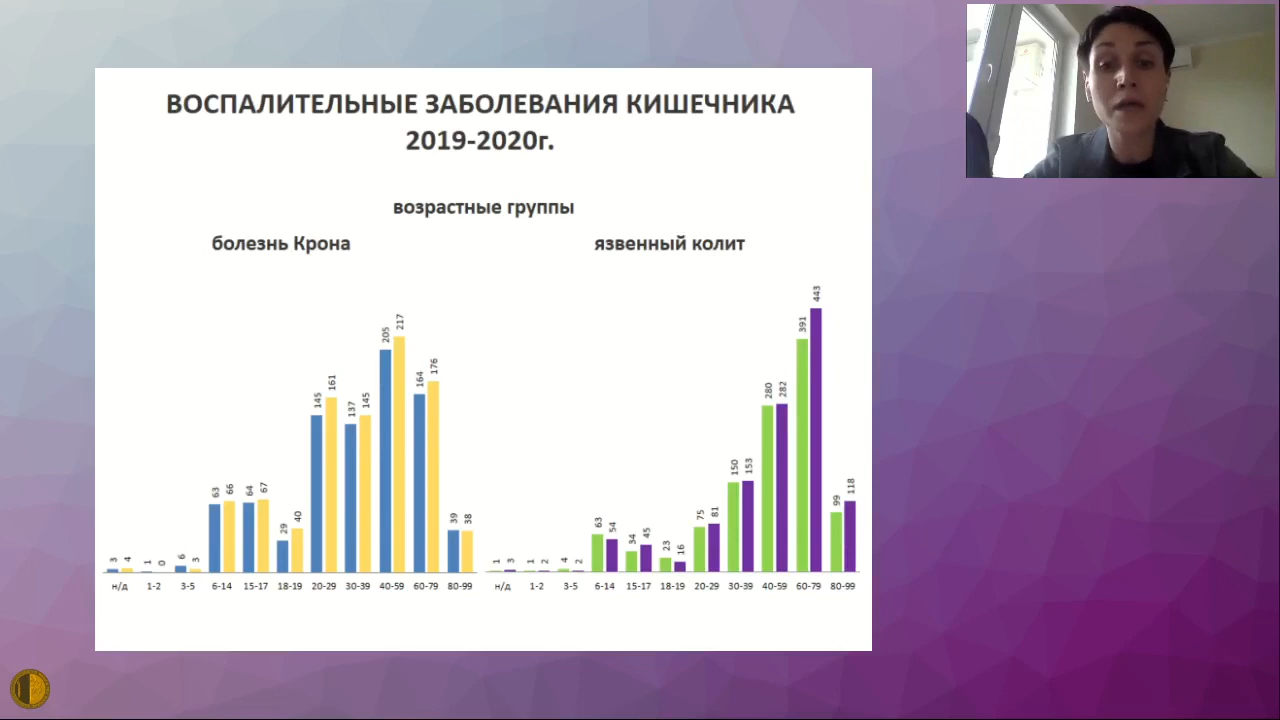 ВОСПАЛИТЕЛЬНЫЕ ЗАБОЛЕВАНИЯ КИШЕЧНИКА
2019-2020г.
возрастные группы
болезнь Крона
язвенный колит
3 4 1 0 6 3 63 66 64 67 29 40 145 161 137 145 205 217 164 176 39 38
н/д 1-2 3-5 6-14 15-17 18-19 20-29 30-39 40-59 60-79 80-99
1 3 1 2 4 2 63 54 34 45 23 16 75 81 150 153 280 282 391 443 99 118
н/д 1-2 3-5 6-14 15-17 18-19 20-29 30-39 40-59 60-79 80-99